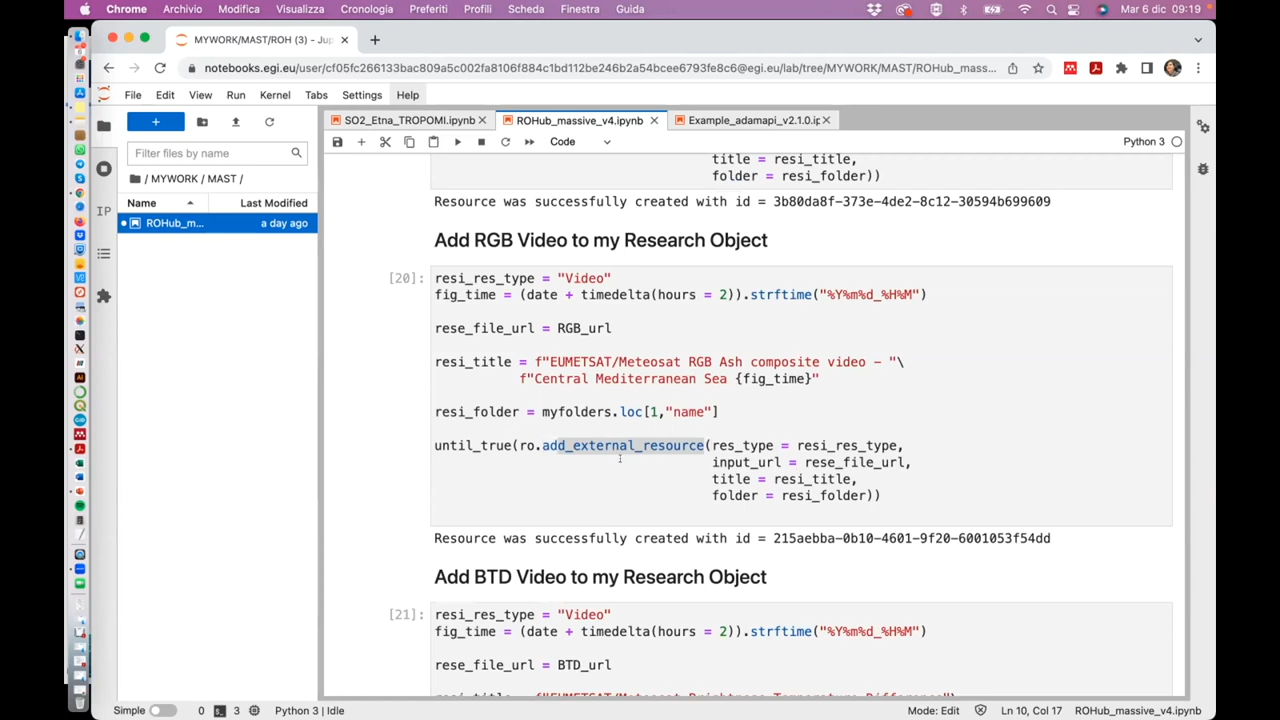 Chrome Archivio Modifica Visualizza Cronologia Preferiti Profili Scheda Finestra Guida Mar 6 dic 09:19
MYWORK/MAST/ROH (3) - Jup
notebooks.egi.eu/user/cf05fc266133bac809a5c002fa8106f884c1bd112be246b2a54bcee6793fe8c6@egi.eu/lab/tree/MYWORK/MAST/ROHub_mass...
File Edit View Run Kernel Tabs Settings Help
SO2_Etna_TROPOMI.ipynb
ROHub_massive_v4.ipynb
Example_adamapi_v2.1.0.ip
Filter files by name
Code
Python 3
/ MYWORK / MAST /
Name Last Modified
ROHub_m... a day ago
title = resi_title,
folder = resi_folder))
Resource was successfully created with id = 3b80da8f-373e-4de2-8c12-30594b699609
Add RGB Video to my Research Object
[20]: resi_res_type = "Video"
fig_time = (date + timedelta(hours = 2)).strftime("%Y%m%d_%H%M")
rese_file_url = RGB_url
resi_title = f"EUMETSAT/Meteosat RGB Ash composite video - "\
f"Central Mediterranean Sea {fig_time}"
resi_folder = myfolders.loc[1,"name"]
until_true(ro.add_external_resource(res_type = resi_res_type,
input_url = rese_file_url,
title = resi_title,
folder = resi_folder))
Resource was successfully created with id = 215aebba-0b10-4601-9f20-6001053f54dd
Add BTD Video to my Research Object
[21]: resi_res_type = "Video"
fig_time = (date + timedelta(hours = 2)).strftime("%Y%m%d_%H%M")
rese_file_url = BTD_url
resi_title = f"EUMETSAT/Meteosat Brightness Temperature Difference"\
Simple 0 3 Python 3 | Idle Mode: Edit Ln 10, Col 17 ROHub_massive_v4.ipynb